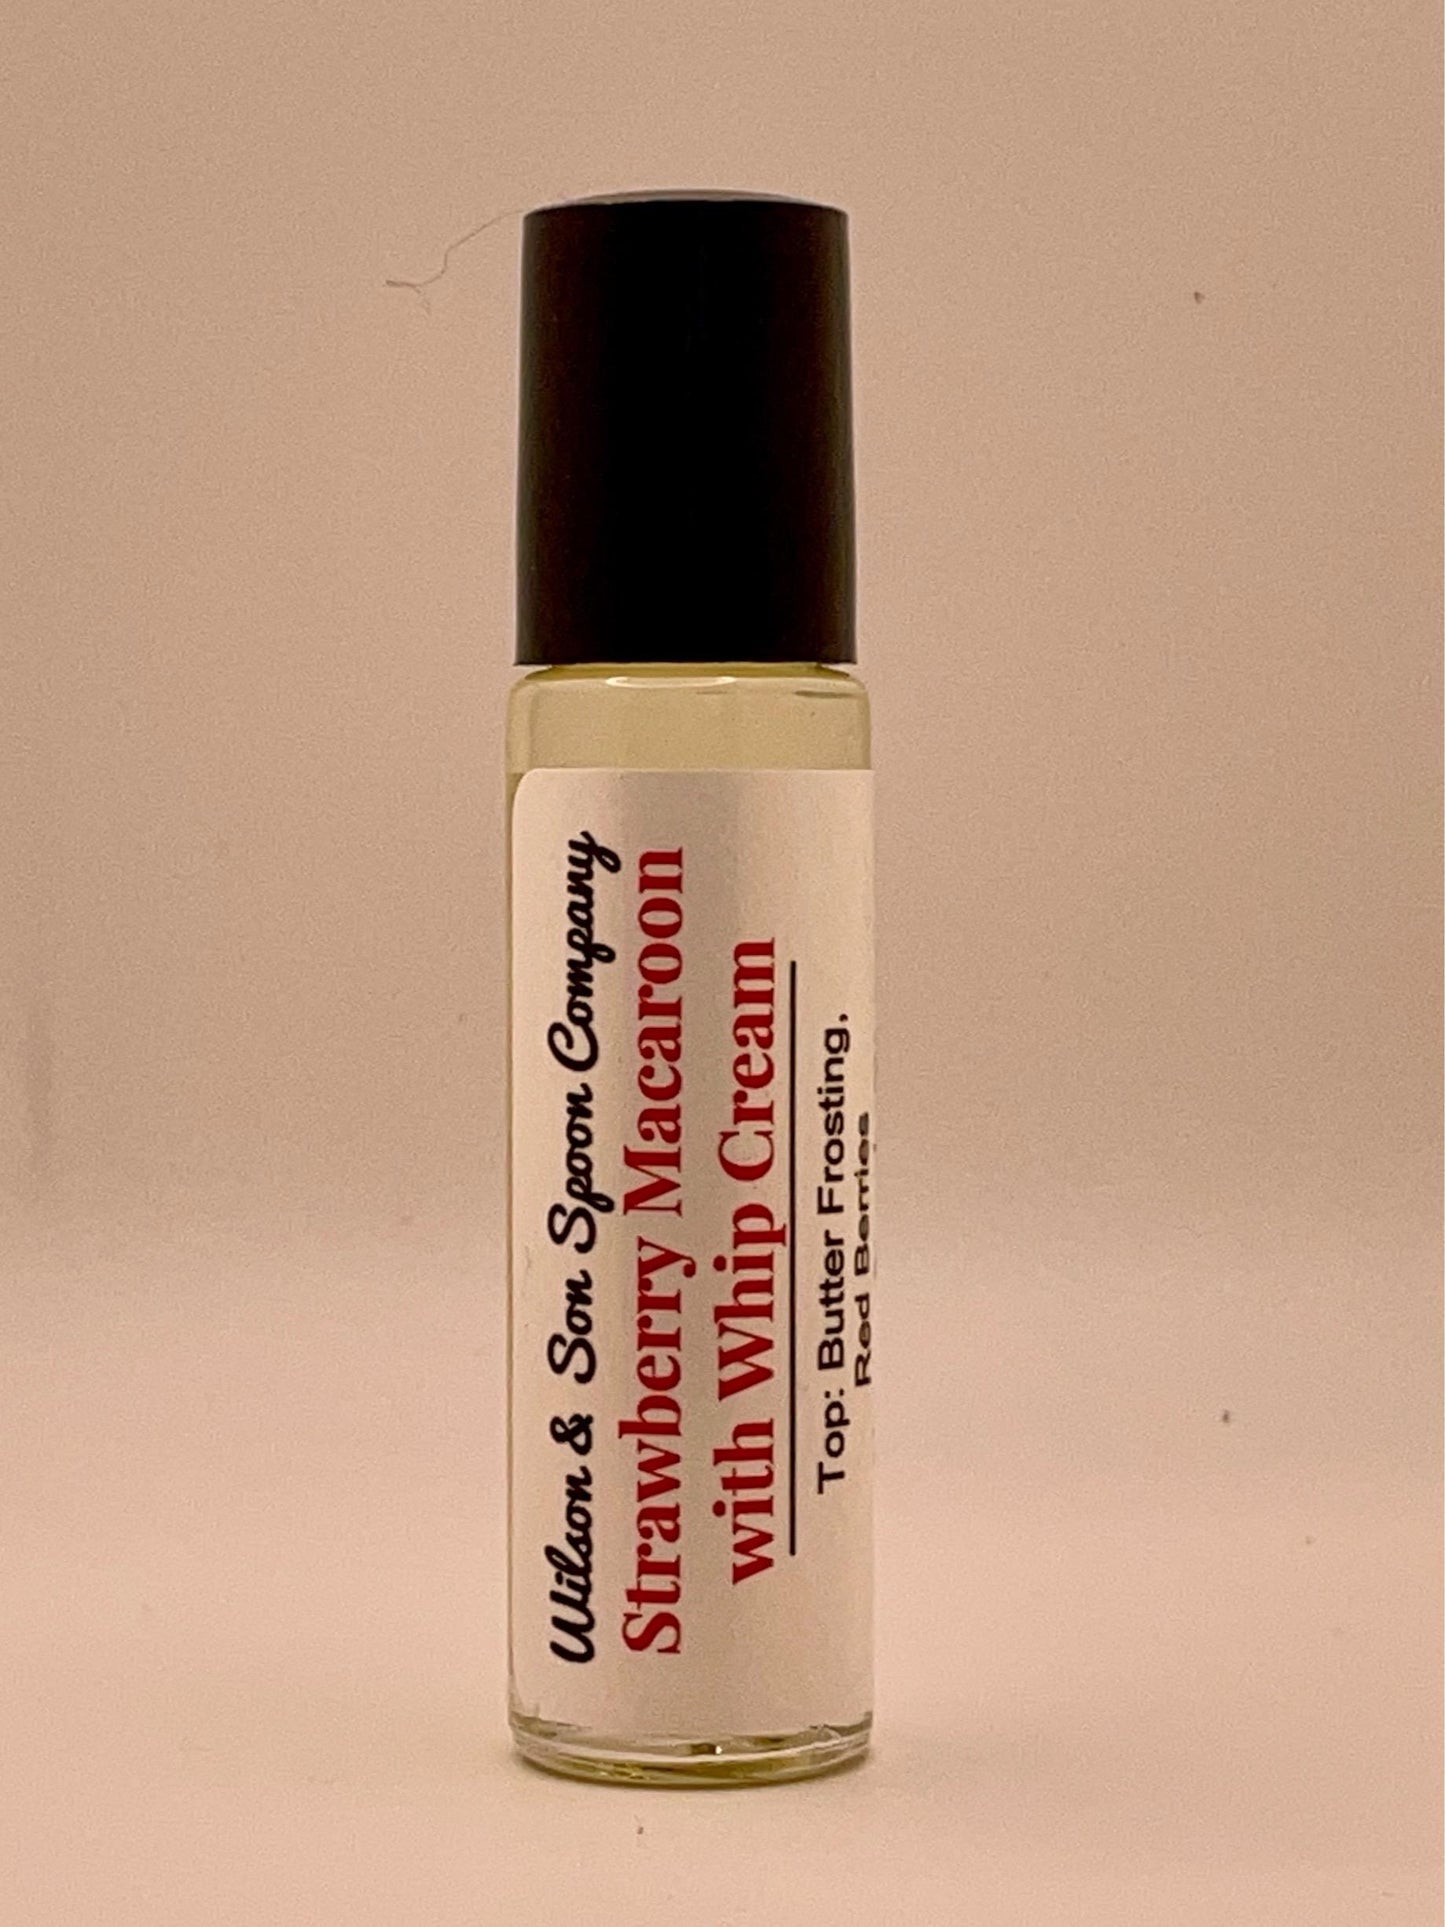 Wilson & Son Spoon Company
Strawberry Macaroon
with Whip Cream
Top: Butter Frosting,
Red Berries